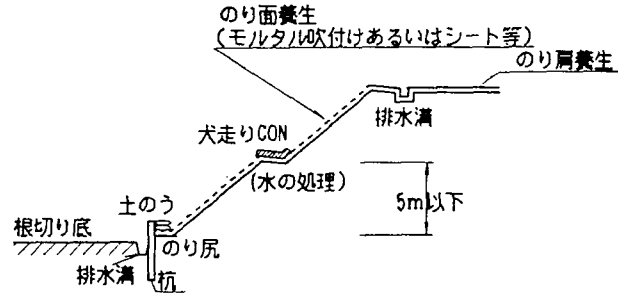 のり面養生
(モルタル吹付けあるいはシート等)
のり肩養生
排水溝
犬走りCON
(水の処理)
5m以下
土のう
根切り底
のり尻
排水溝
杭